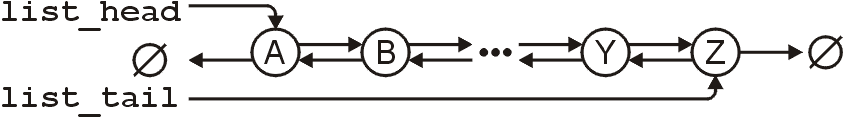 list_head
∅ A B ••• Y Z ∅
list_tail